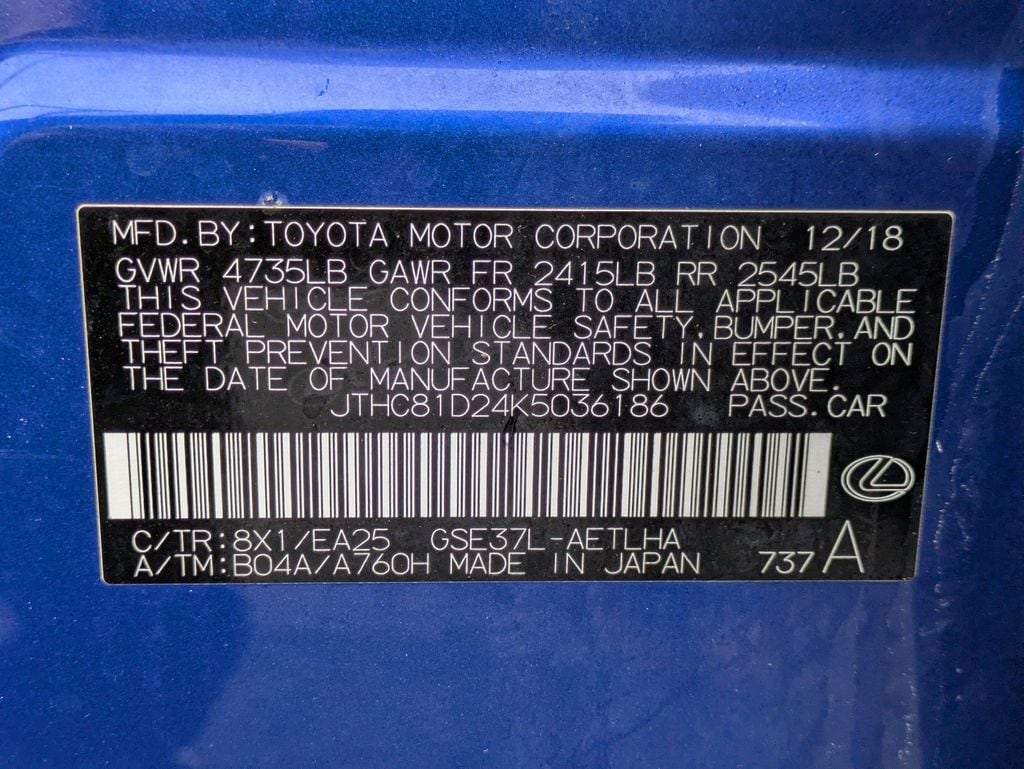 MFD.BY:TOYOTA MOTOR CORPORATION 12/18
GVWR 4735LB GAWR FR 2415LB RR 2545LB
THIS VEHICLE CONFORMS TO ALL APPLICABLE
FEDERAL MOTOR VEHICLE SAFETY,BUMPER,AND
THEFT PREVENTION STANDARDS IN EFFECT ON
THE DATE OF MANUFACTURE SHOWN ABOVE.
JTHC81D24K5036186 PASS.CAR
C/TR:8X1/EA25 GSE37L-AETLHA
A/TM:B04A/A760H MADE IN JAPAN 737 A